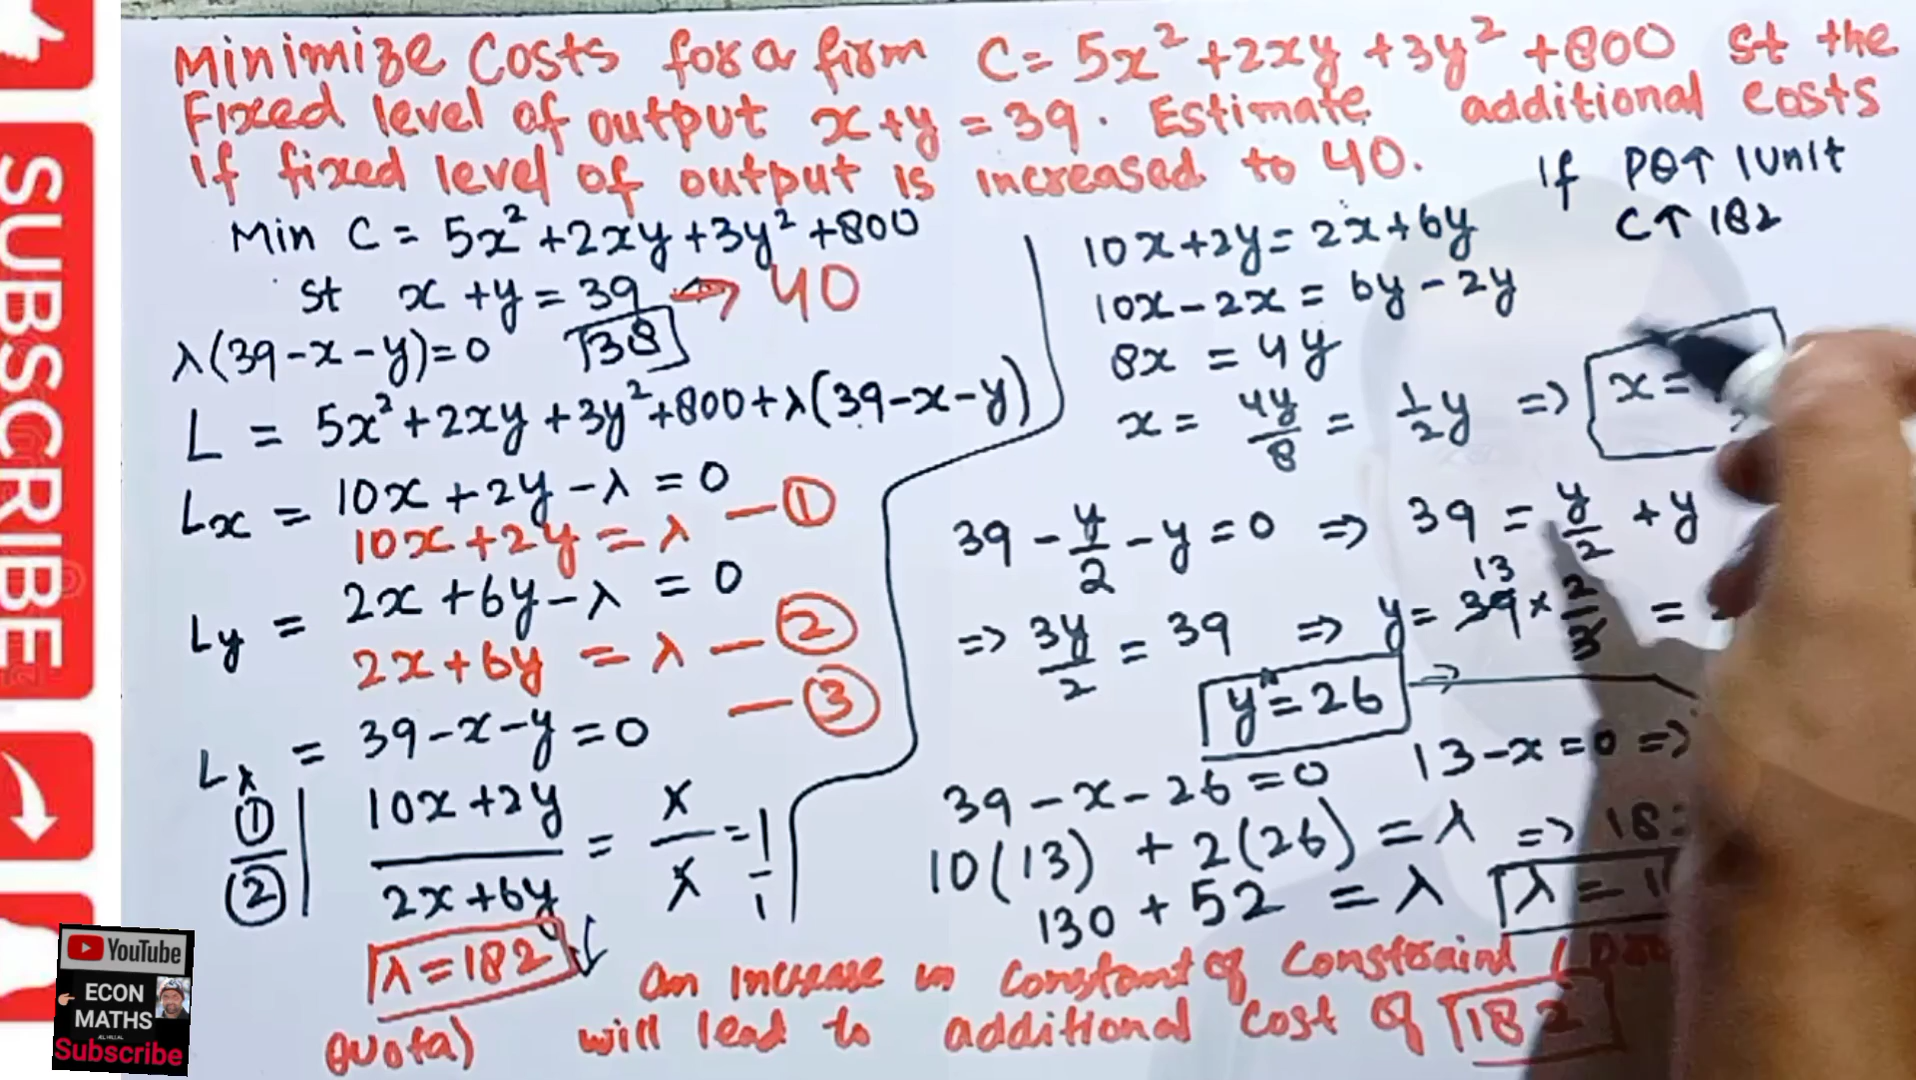 SUBSCRIBE
Minimize Costs for a firm C = 5x² + 2xy + 3y² + 800 st the
Fixed level of output x + y = 39. Estimate additional costs
If fixed level of output is increased to 40.
If PQ↑ 1 Unit
C↑ 182
Min C = 5x² + 2xy + 3y² + 800
st x + y = 39 ↔ 40
λ(39 - x - y) = 0 38
L = 5x² + 2xy + 3y² + 800 + λ(39 - x - y)
Lx = 10x + 2y - λ = 0
10x + 2y = λ — ①
Ly = 2x + 6y - λ = 0
2x + 6y = λ — ②
Lλ = 39 - x - y = 0 — ③
①/② | (10x + 2y)/(2x + 6y) = λ/λ = 1/1
λ = 182
10x + 2y = 2x + 6y
10x - 2x = 6y - 2y
8x = 4y
x = 4y/8 = 1/2 y => x =
39 - y/2 - y = 0 => 39 = y/2 + y
=> 3y/2 = 39 => y = 39 × 2/3 =
13
y* = 26 =>
39 - x - 26 = 0 13 - x = 0 =>
10(13) + 2(26) = λ => 18
130 + 52 = λ λ = 1
an increase in constant of constraint (
Quota) will lead to additional cost of 182
YouTube
ECON
MATHS
Subscribe